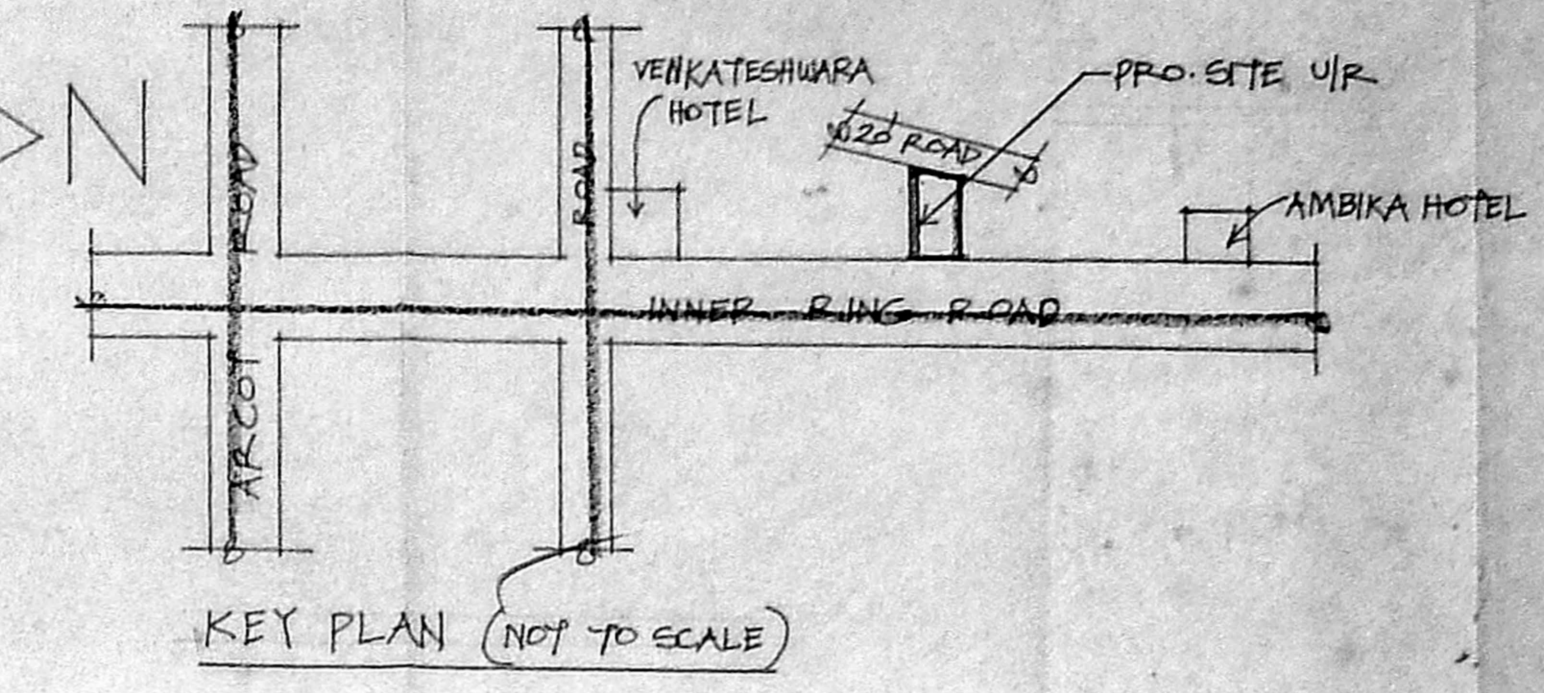 N
VENKATESHWARA
HOTEL
PRO. SITE U/R
20' ROAD
AMBIKA HOTEL
ROAD
ROAD
INNER RING ROAD
ARCOT
KEY PLAN (NOT TO SCALE)